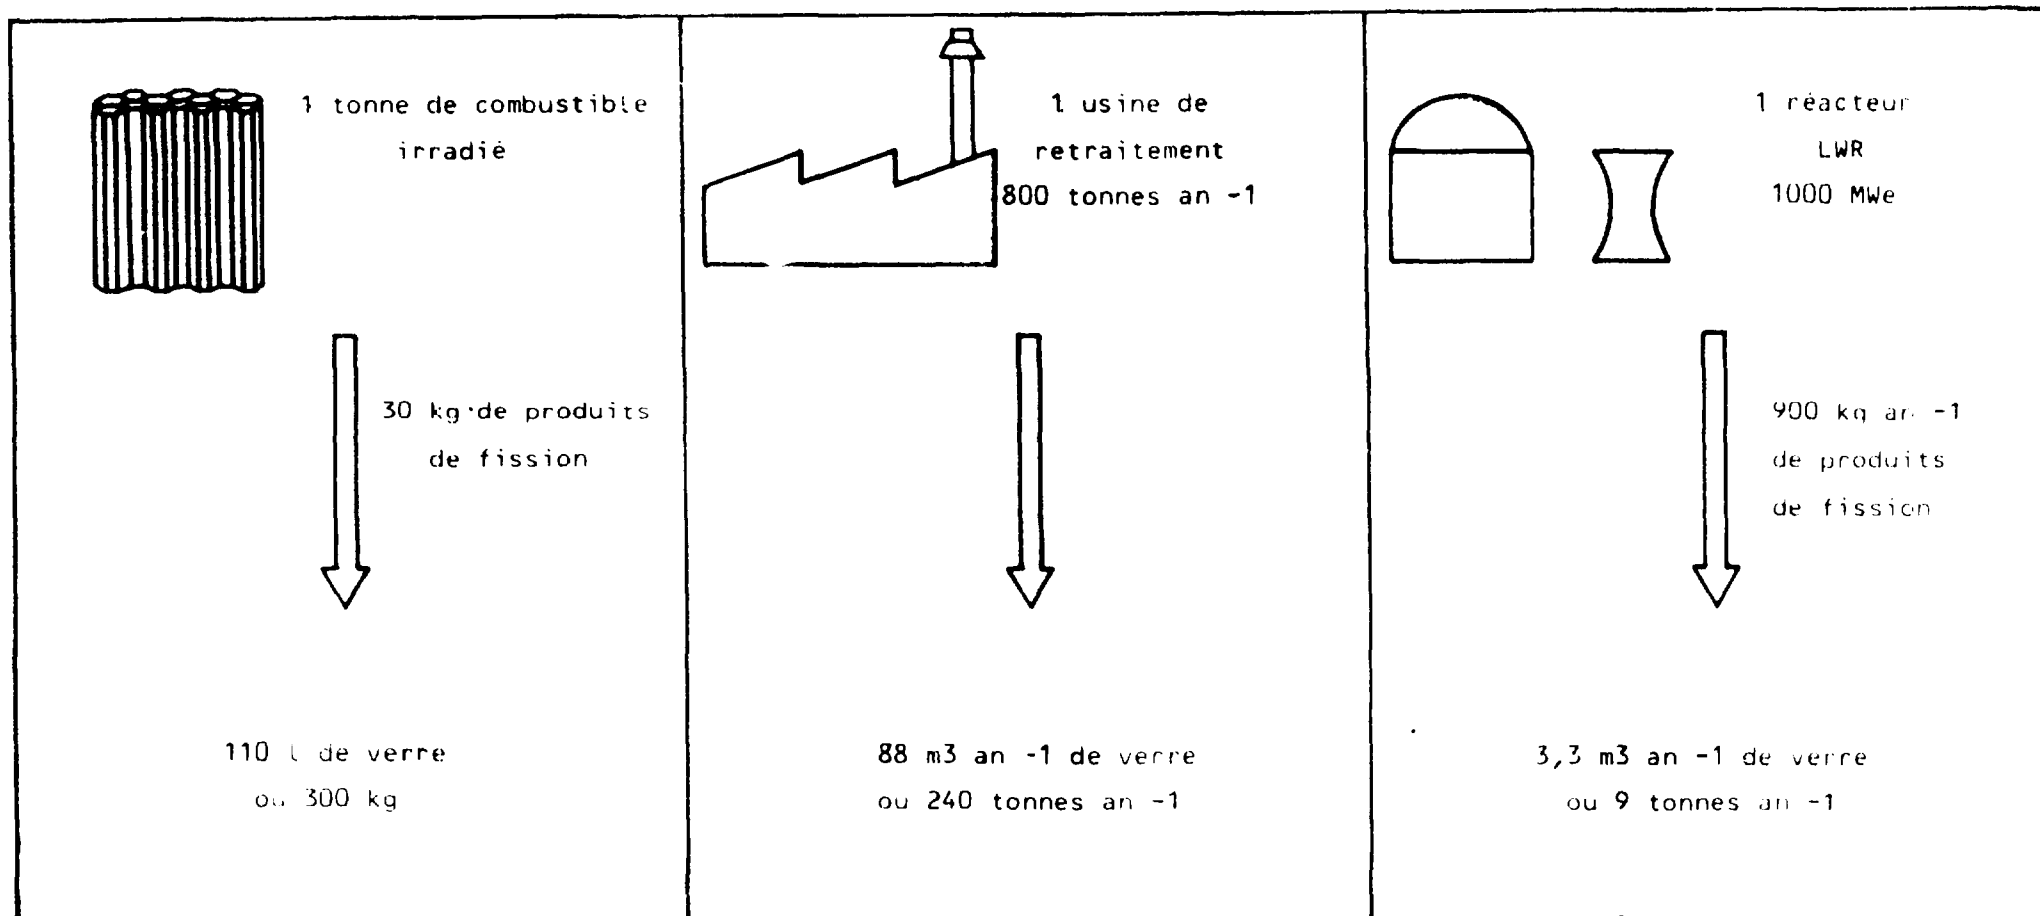 1 tonne de combustible
irradié
30 kg de produits
de fission
110 l de verre
ou 300 kg
1 usine de
retraitement
800 tonnes an -1
88 m3 an -1 de verre
ou 240 tonnes an -1
1 réacteur
LWR
1000 MWe
900 kg an -1
de produits
de fission
3,3 m3 an -1 de verre
ou 9 tonnes an -1